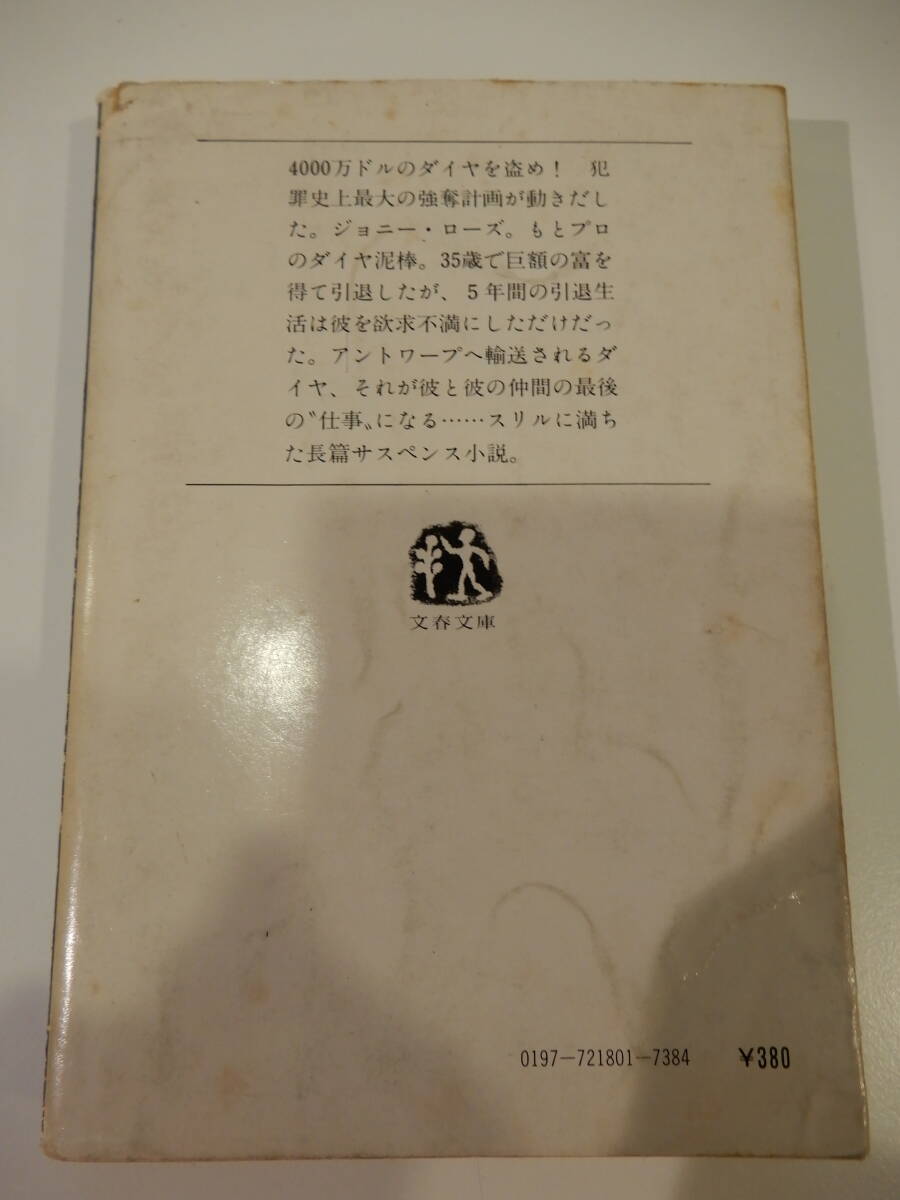 4000万ドルのダイヤを盗め！　犯
罪史上最大の強奪計画が動きだし
た。ジョニー・ローズ。もとプロ
のダイヤ泥棒。35歳で巨額の富を
得て引退したが、５年間の引退生
活は彼を欲求不満にしただけだっ
た。アントワープへ輸送されるダ
イヤ、それが彼と彼の仲間の最後
の〝仕事〟になる……スリルに満ち
た長篇サスペンス小説。
文春文庫
0197-721801-7384　¥380